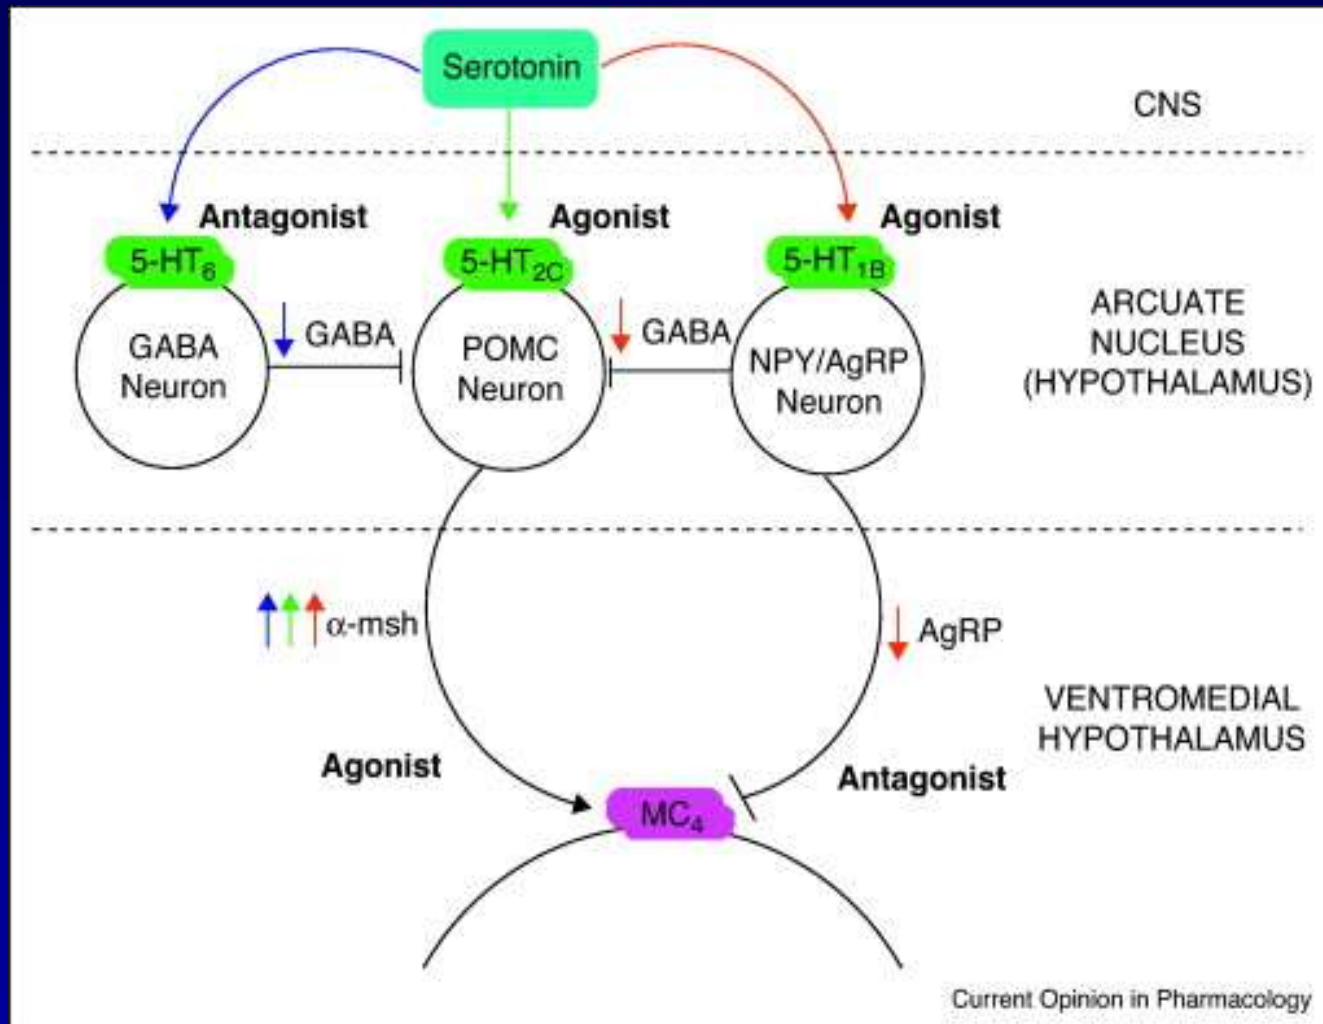 Serotonin
CNS
Antagonist
Agonist
Agonist
5-HT₆
5-HT₂C
5-HT₁B
GABA
Neuron
GABA
POMC
Neuron
GABA
NPY/AgRP
Neuron
ARCUATE
NUCLEUS
(HYPOTHALAMUS)
α-msh
AgRP
VENTROMEDIAL
HYPOTHALAMUS
Agonist
Antagonist
MC₄
Current Opinion in Pharmacology